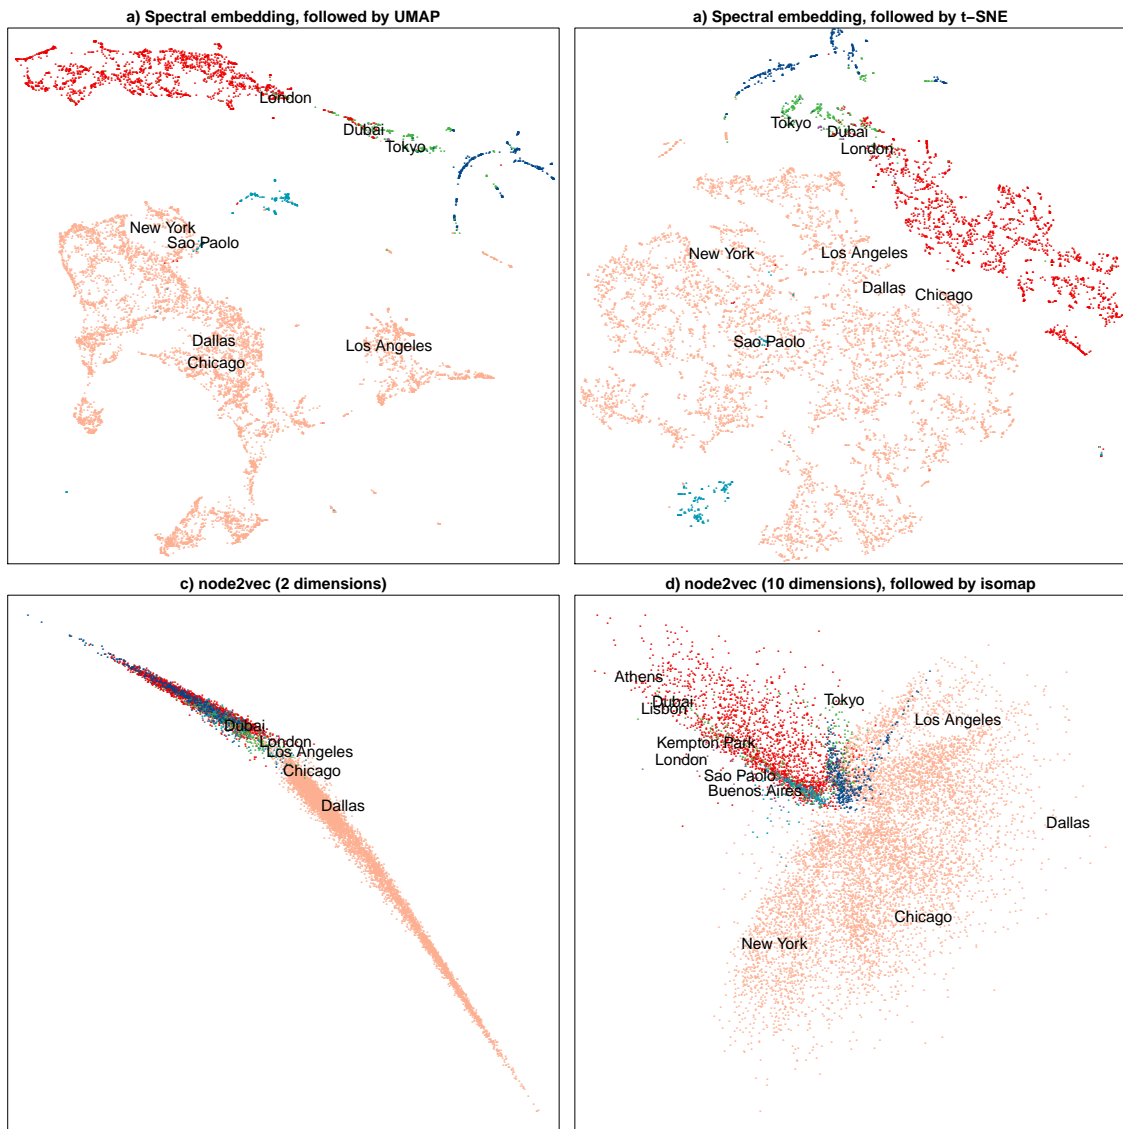 a) Spectral embedding, followed by UMAP
London
Dubai
Tokyo
New York
Sao Paolo
Dallas
Chicago
Los Angeles
a) Spectral embedding, followed by t−SNE
Tokyo
Dubai
London
New York
Los Angeles
Dallas
Chicago
Sao Paolo
c) node2vec (2 dimensions)
Dubai
London
Los Angeles
Chicago
Dallas
d) node2vec (10 dimensions), followed by isomap
Athens
Dubai
Lisbon
Tokyo
Los Angeles
Kempton Park
London
Sao Paolo
Buenos Aires
Dallas
Chicago
New York